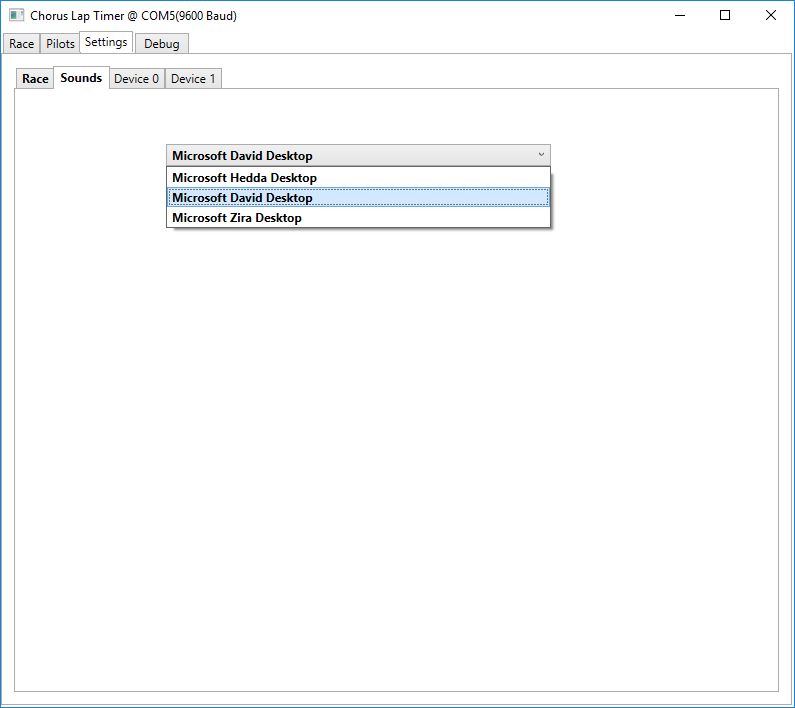 Chorus Lap Timer @ COM5(9600 Baud)
Race Pilots Settings Debug
Race Sounds Device 0 Device 1
Microsoft David Desktop
Microsoft Hedda Desktop
Microsoft David Desktop
Microsoft Zira Desktop